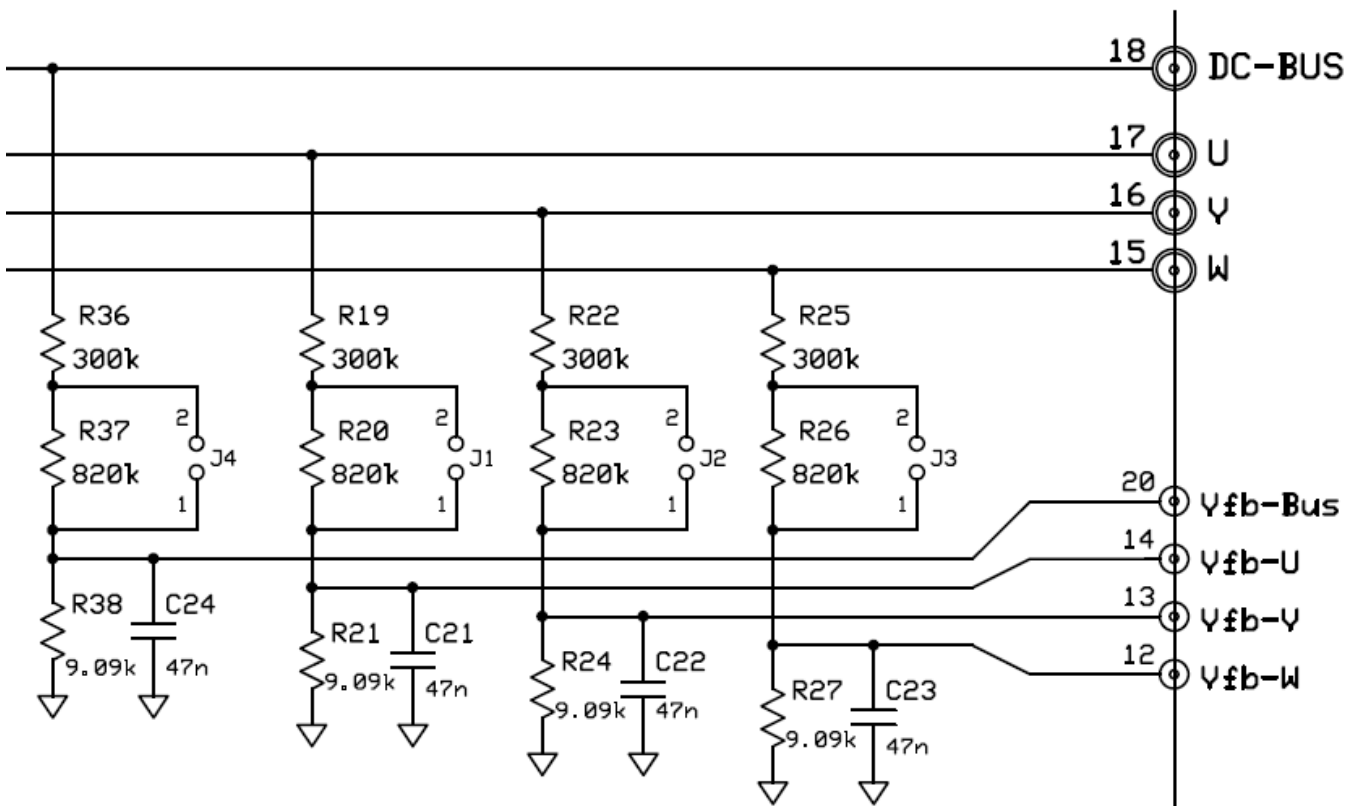 18 DC-BUS
17 U
16 V
15 W
R36 R19 R22 R25
300k 300k 300k 300k
2 2 2 2
R37 J4 R20 J1 R23 J2 R26 J3
820k 820k 820k 820k
1 1 1 1
20 Vfb-Bus
14 Vfb-U
13 Vfb-V
12 Vfb-W
R38 C24
9.09k 47n
R21 C21
9.09k 47n
R24 C22
9.09k 47n
R27 C23
9.09k 47n